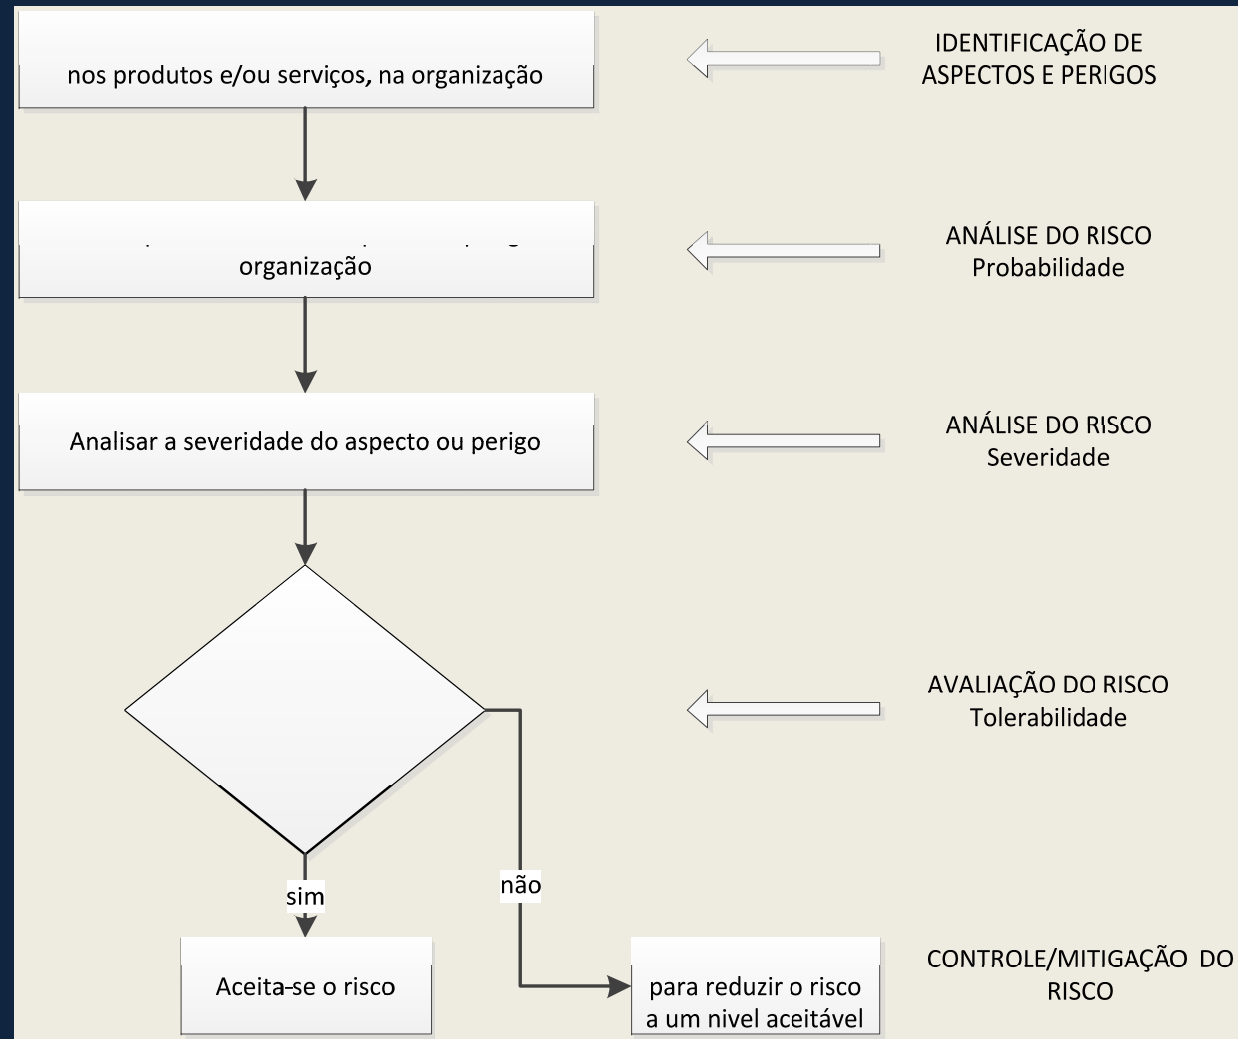 nos produtos e/ou serviços, na organização
IDENTIFICAÇÃO DE
ASPECTOS E PERIGOS
organização
ANÁLISE DO RISCO
Probabilidade
Analisar a severidade do aspecto ou perigo
ANÁLISE DO RISCO
Severidade
AVALIAÇÃO DO RISCO
Tolerabilidade
sim
não
Aceita-se o risco
para reduzir o risco
a um nivel aceitável
CONTROLE/MITIGAÇÃO DO
RISCO